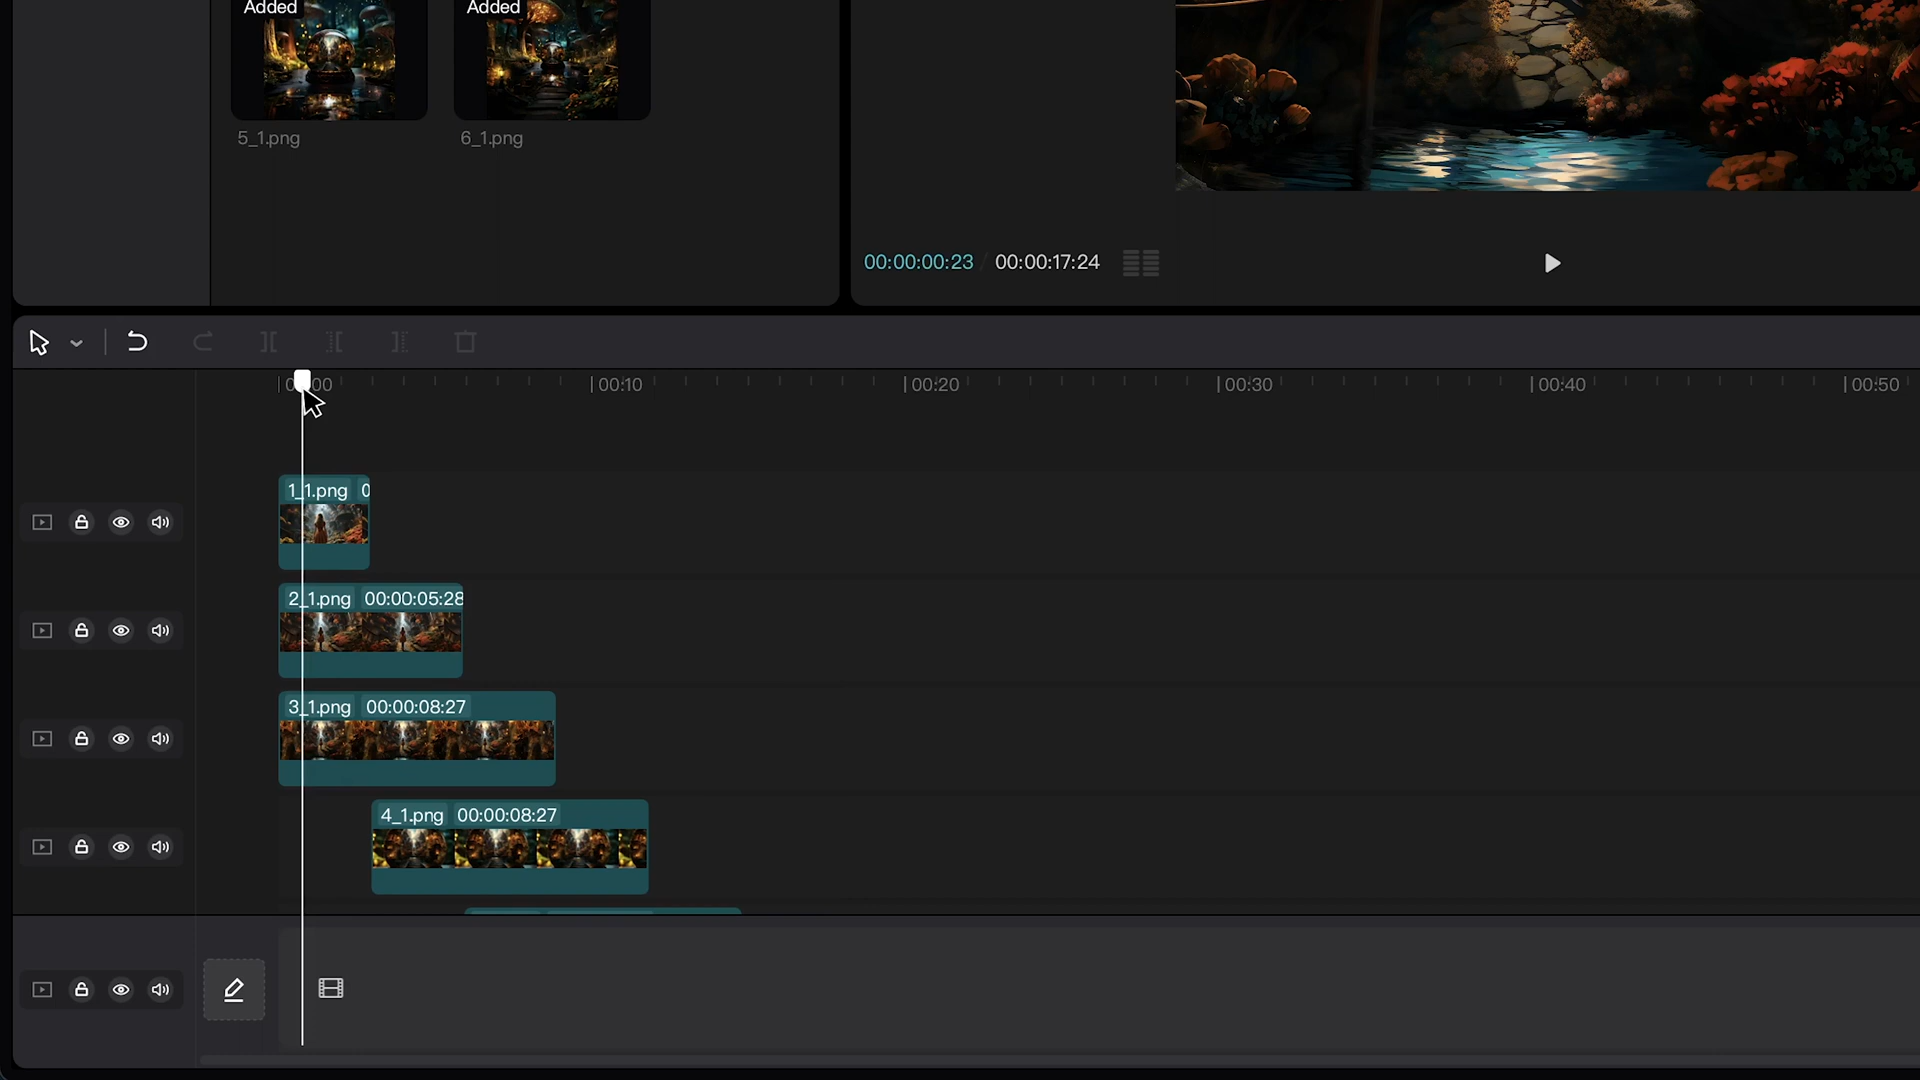 Added Added
5_1.png 6_1.png
00:00:00:23 / 00:00:17:24
00:10 00:20 00:30 00:40 00:50
1_1.png 0
2_1.png 00:00:05:28
3_1.png 00:00:08:27
4_1.png 00:00:08:27